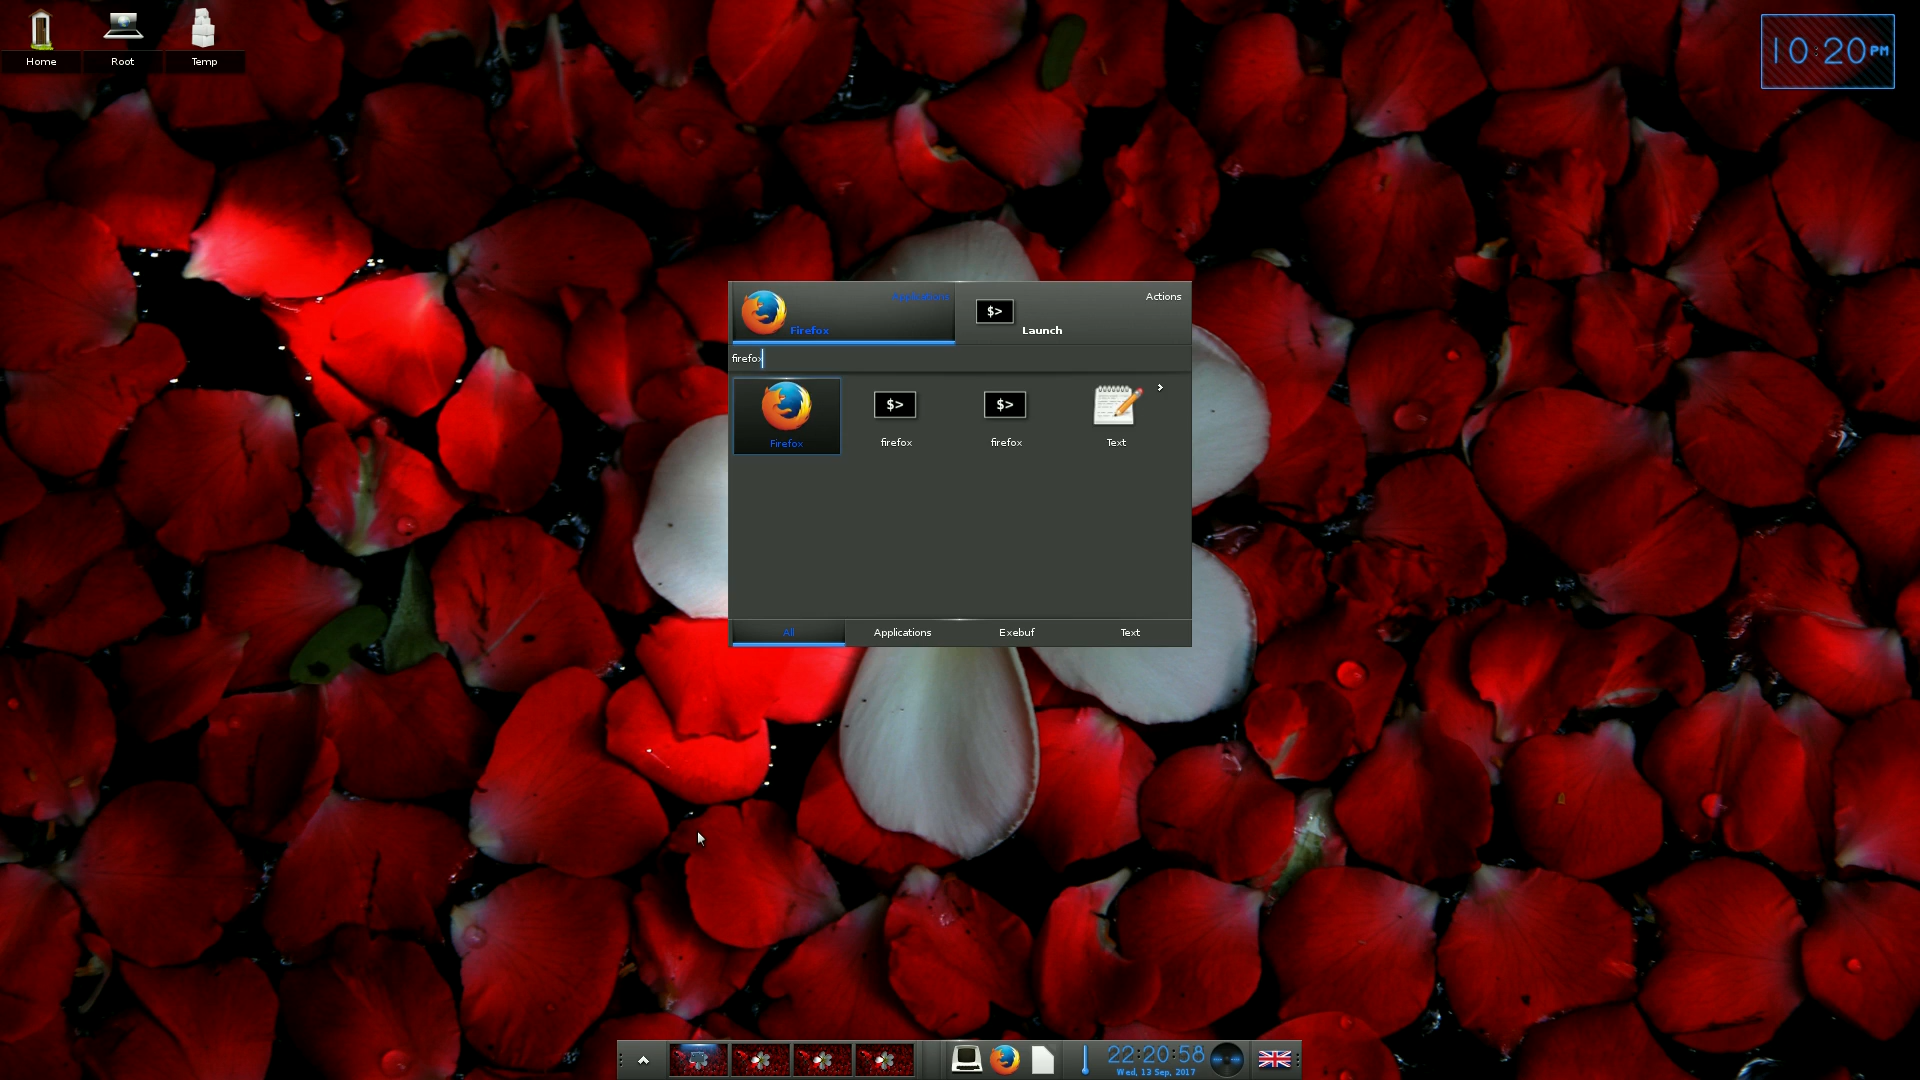 Home
Root
Temp
10:20 PM
Applications
Firefox
$>
Actions
Launch
firefox
$>
$>
Firefox
firefox
firefox
Text
All
Applications
Exebuf
Text
22:20:58
Wed, 13 Sep, 2017